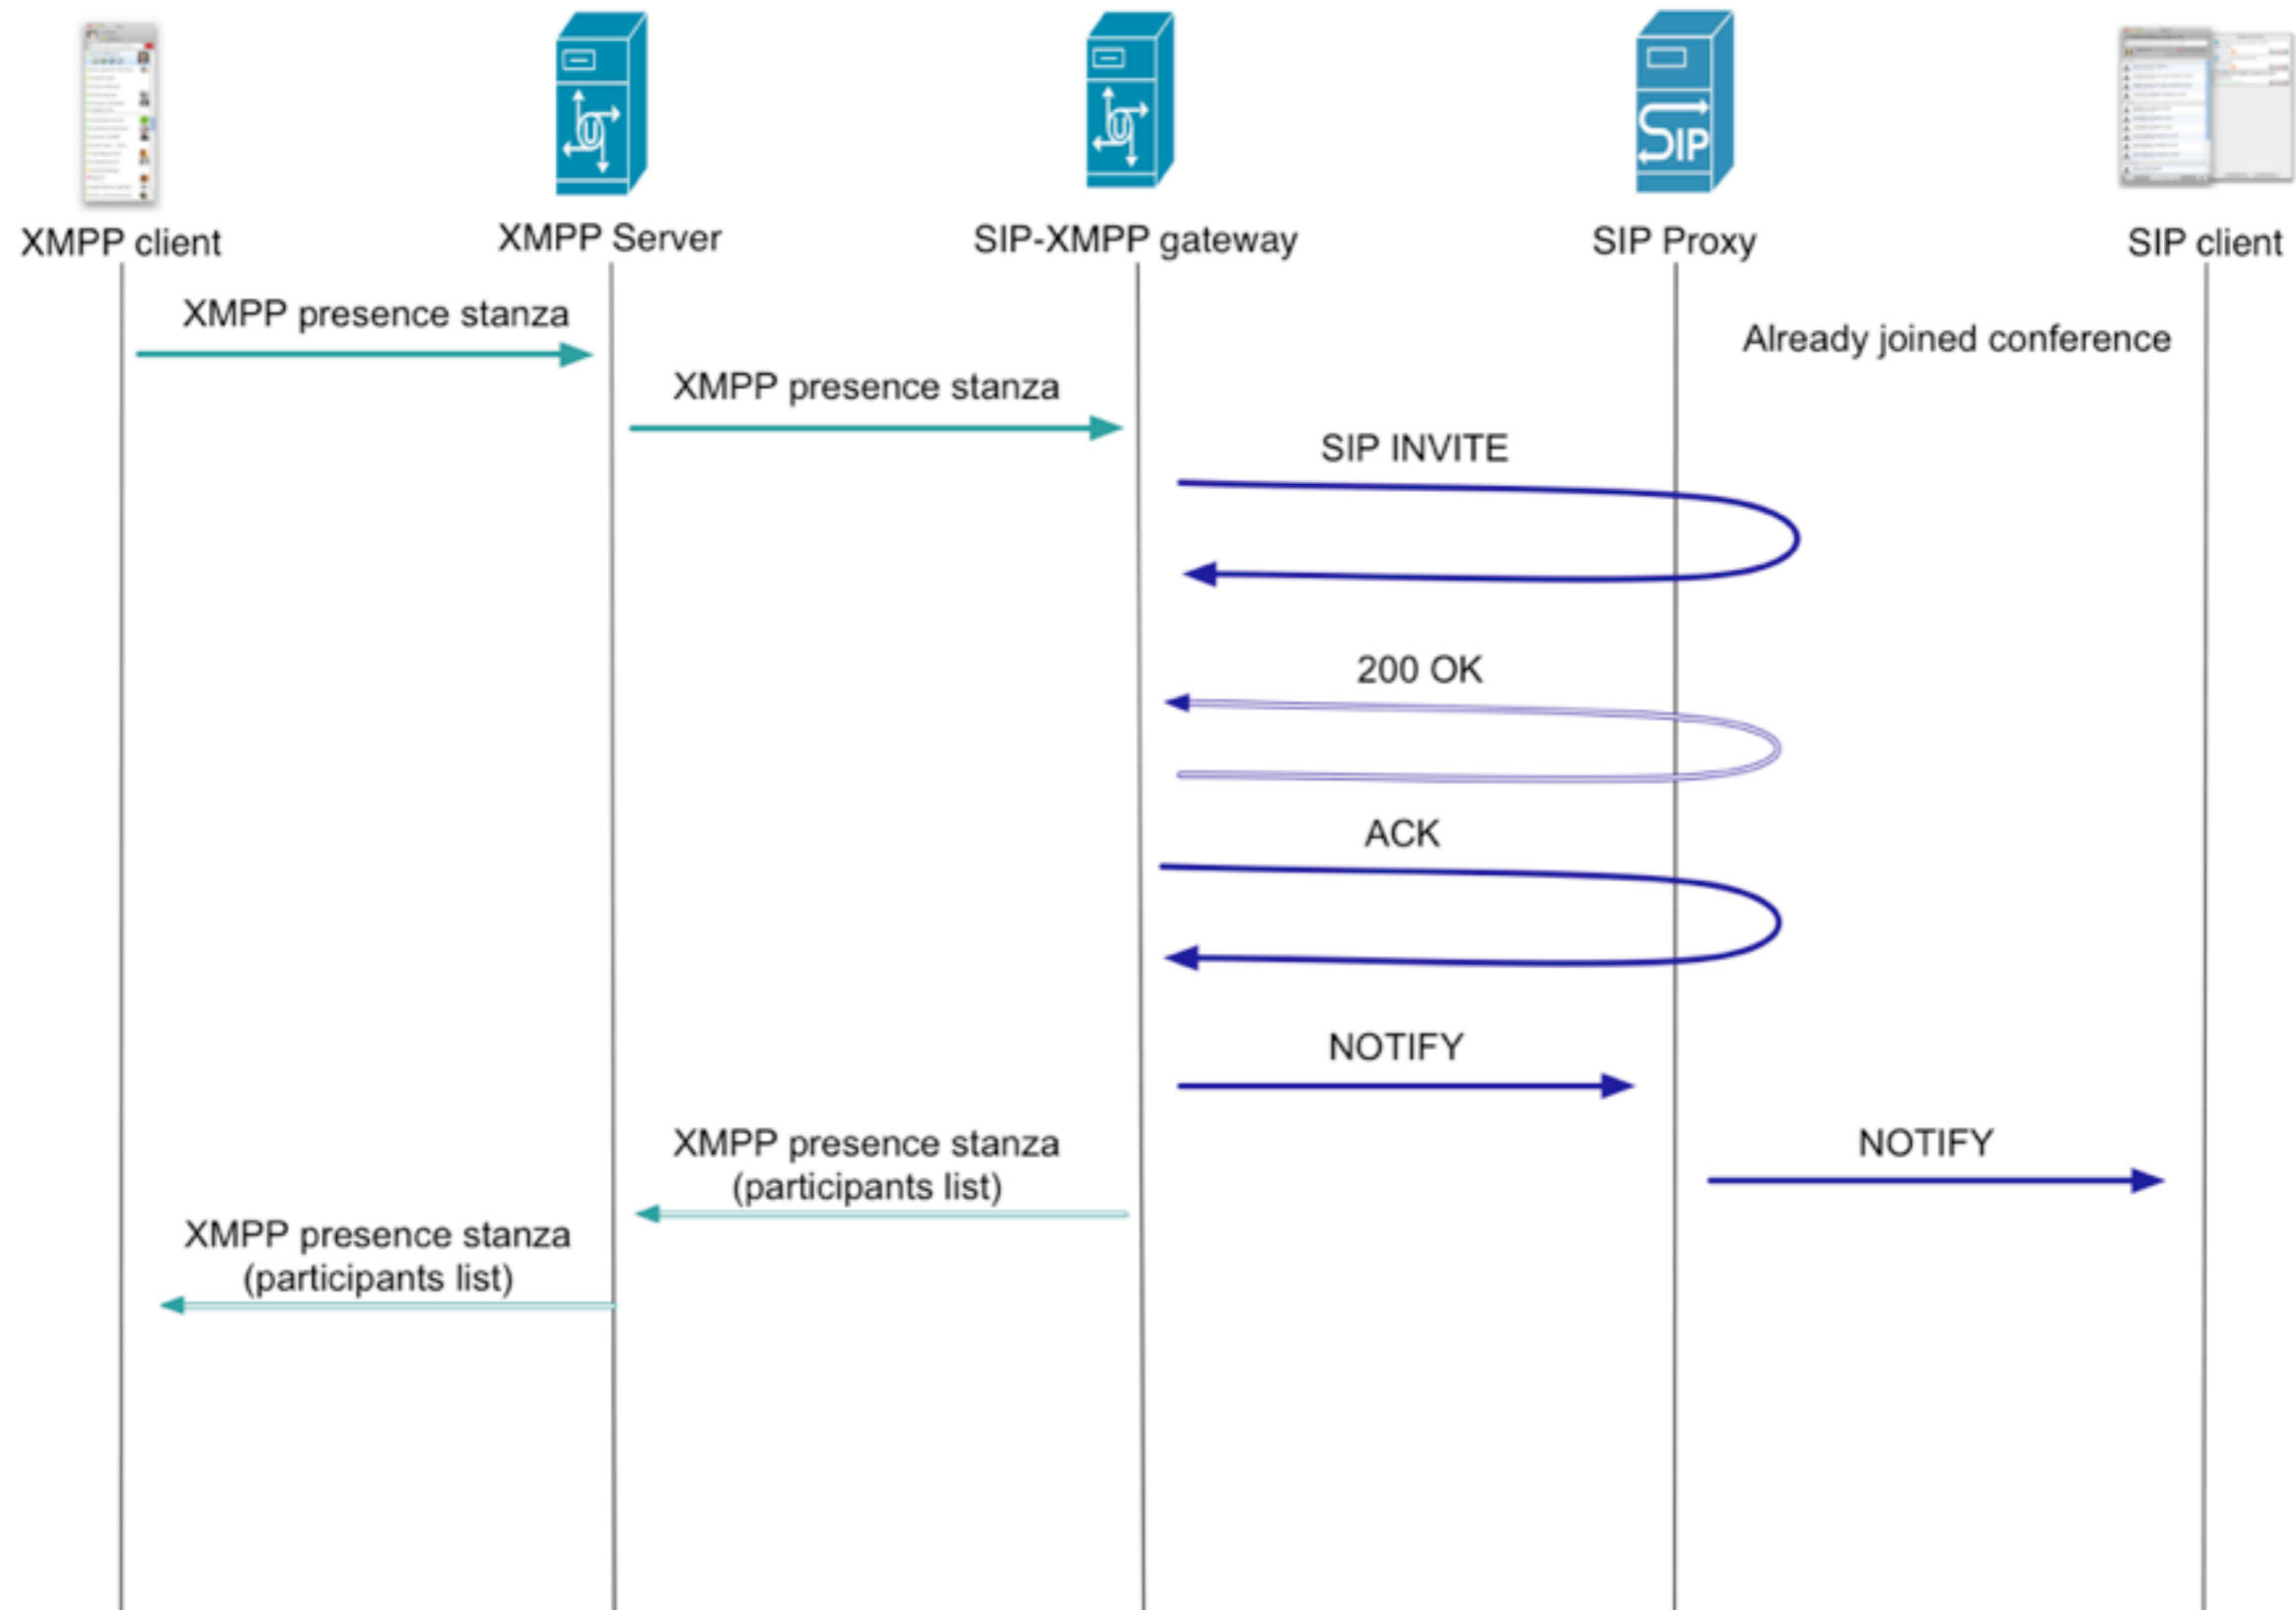 XMPP client
XMPP Server
SIP-XMPP gateway
SIP Proxy
SIP client
U
U
SIP
XMPP presence stanza
Already joined conference
XMPP presence stanza
SIP INVITE
200 OK
ACK
NOTIFY
XMPP presence stanza
(participants list)
NOTIFY
XMPP presence stanza
(participants list)